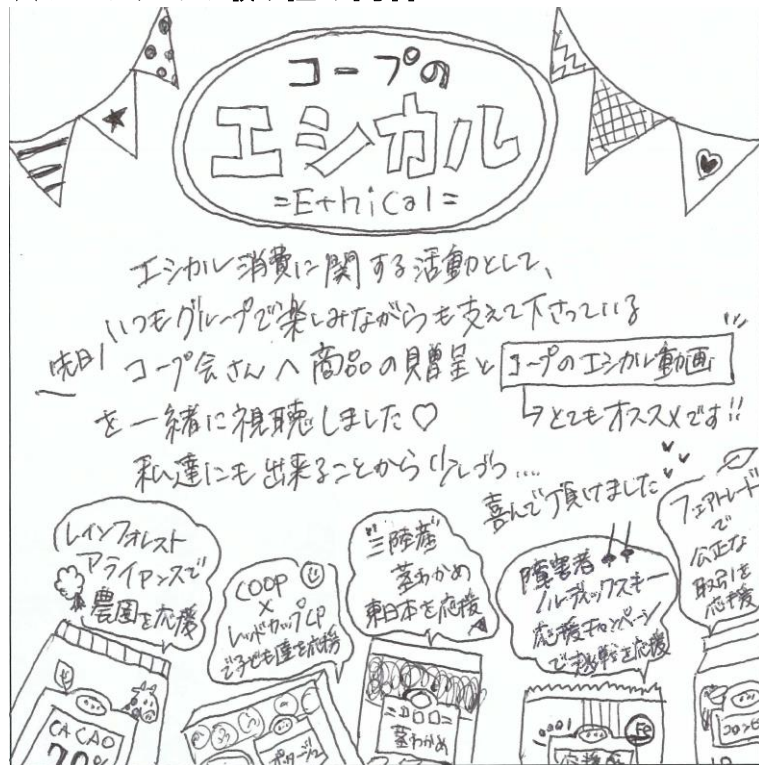 コープの
エシカル
=Ethical=
エシカル消費に関する活動として、
いつもグループで楽しみながらも支えて下さっている
先日 コープ会さんへ商品の贈呈と コープのエシカル動画
を一緒に視聴しました♡
→とてもオススメです!!
私達にも出来ることから少しづつ....
喜んで頂けました
レインフォレスト
アライアンスで
農園を応援
COOP
×
レッドカップCP
で子ども達を応援
"三陸産"
茎わかめ
東日本を応援
障害者
ノルディックスキー
応援キャンペーン
で を応援
フェアトレード
で
公正な
取引を
応援
CACAO
70%
ポタージュ
茎わかめ
Fe